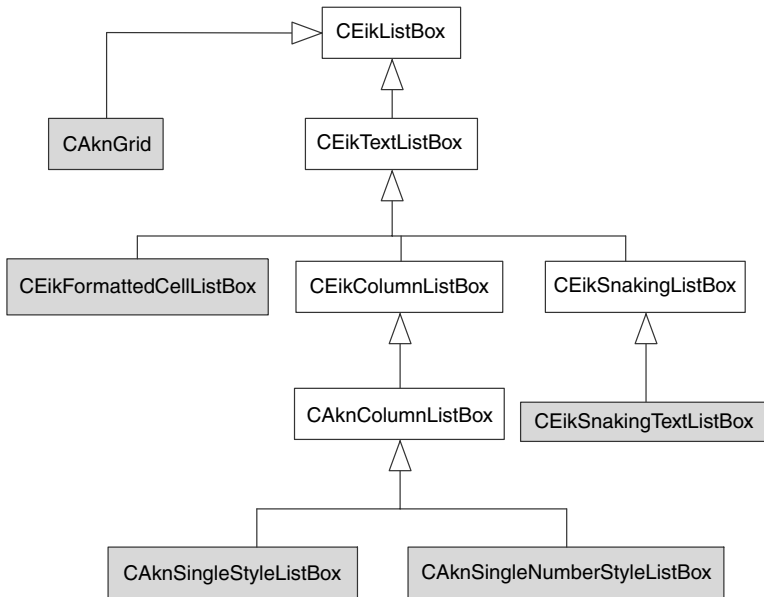 CEikListBox
CAknGrid
CEikTextListBox
CEikFormattedCellListBox
CEikColumnListBox
CEikSnakingListBox
CAknColumnListBox
CEikSnakingTextListBox
CAknSingleStyleListBox
CAknSingleNumberStyleListBox